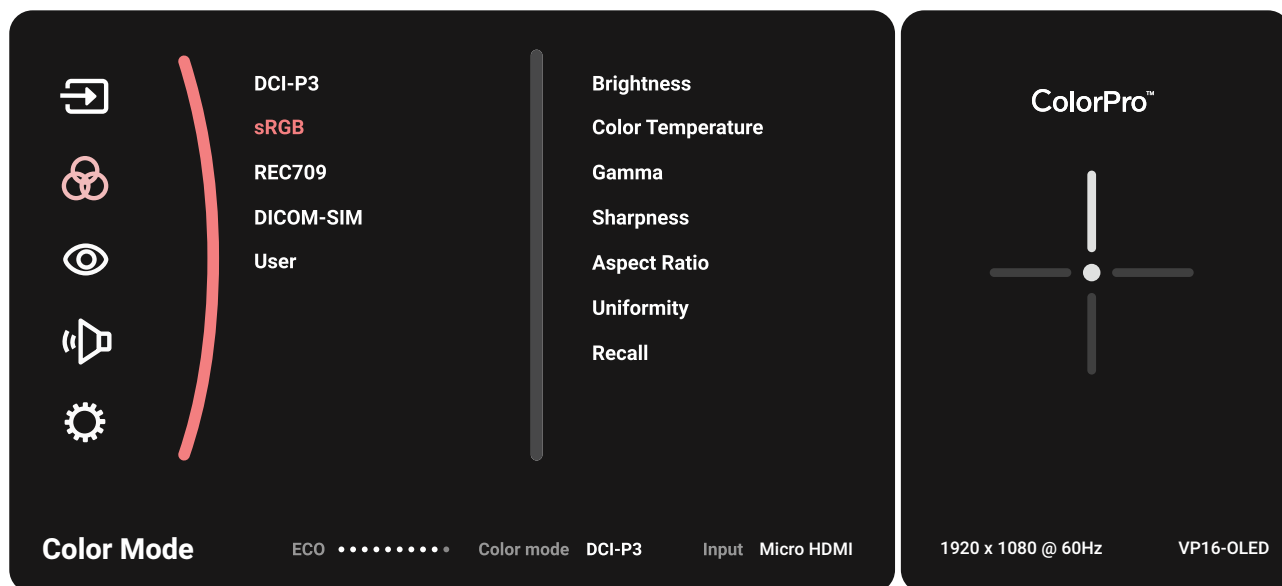 DCI-P3
sRGB
REC709
DICOM-SIM
User
Brightness
Color Temperature
Gamma
Sharpness
Aspect Ratio
Uniformity
Recall
Color Mode
ECO
Color mode DCI-P3
Input Micro HDMI
ColorPro™
1920 x 1080 @ 60Hz
VP16-OLED